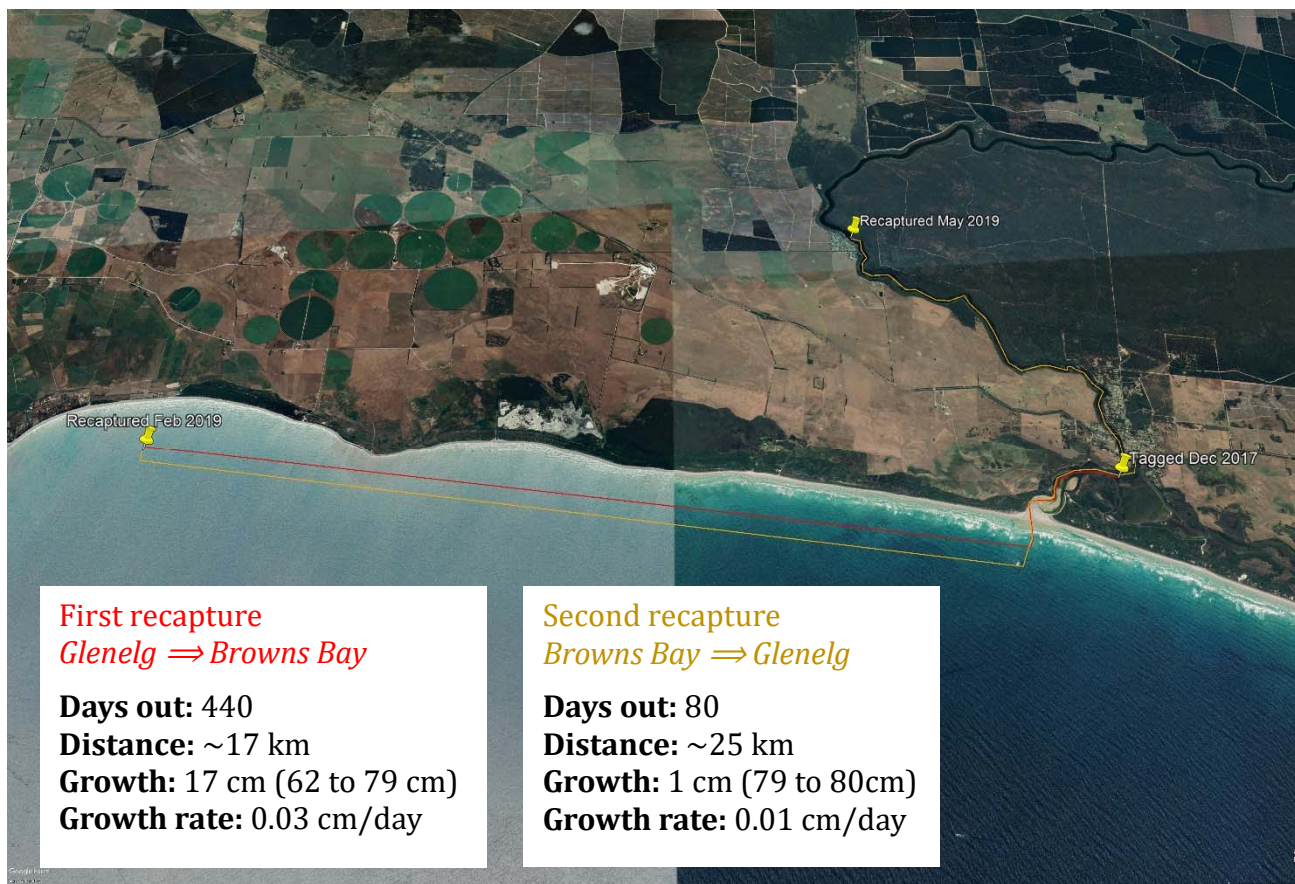 Recaptured May 2019
Recaptured Feb 2019
Tagged Dec 2017
First recapture
Glenelg ⟹ Browns Bay
Days out: 440
Distance: ~17 km
Growth: 17 cm (62 to 79 cm)
Growth rate: 0.03 cm/day
Second recapture
Browns Bay ⟹ Glenelg
Days out: 80
Distance: ~25 km
Growth: 1 cm (79 to 80cm)
Growth rate: 0.01 cm/day